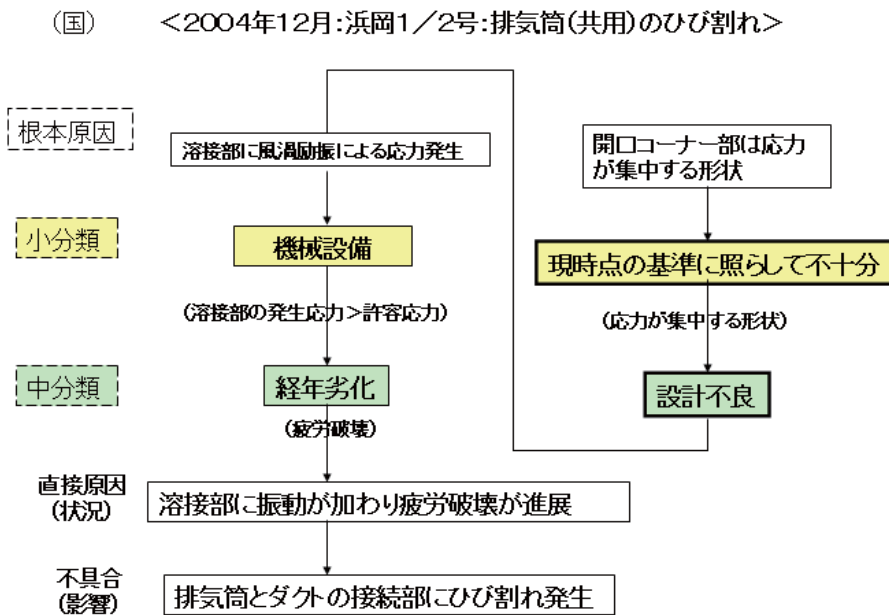 (国) <2004年12月:浜岡1／2号:排気筒(共用)のひび割れ>
根本原因
溶接部に風渦励振による応力発生
開口コーナー部は応力
が集中する形状
小分類
機械設備
現時点の基準に照らして不十分
(溶接部の発生応力>許容応力)
(応力が集中する形状)
中分類
経年劣化
設計不良
(疲労破壊)
直接原因
(状況)
溶接部に振動が加わり疲労破壊が進展
不具合
(影響)
排気筒とダクトの接続部にひび割れ発生